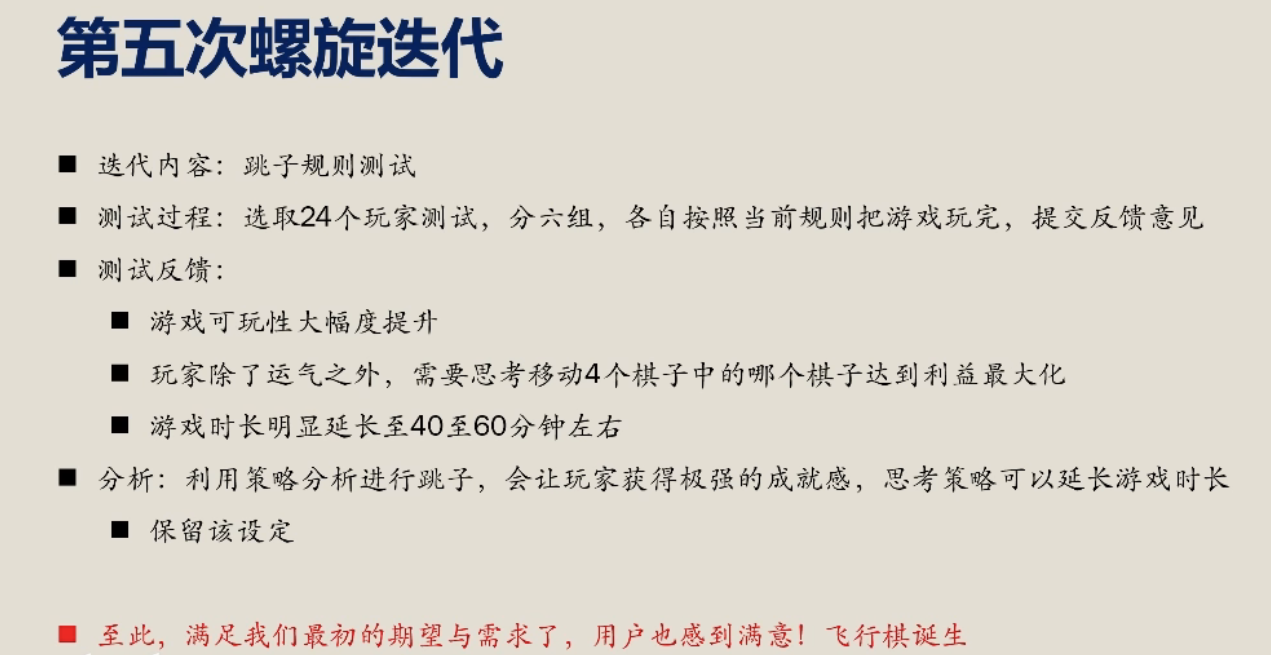 第五次螺旋迭代
■ 迭代内容：跳子规则测试
■ 测试过程：选取24个玩家测试，分六组，各自按照当前规则把游戏玩完，提交反馈意见
■ 测试反馈：
■ 游戏可玩性大幅度提升
■ 玩家除了运气之外，需要思考移动4个棋子中的哪个棋子达到利益最大化
■ 游戏时长明显延长至40至60分钟左右
■ 分析：利用策略分析进行跳子，会让玩家获得极强的成就感，思考策略可以延长游戏时长
■ 保留该设定
■ 至此，满足我们最初的期望与需求了，用户也感到满意！飞行棋诞生